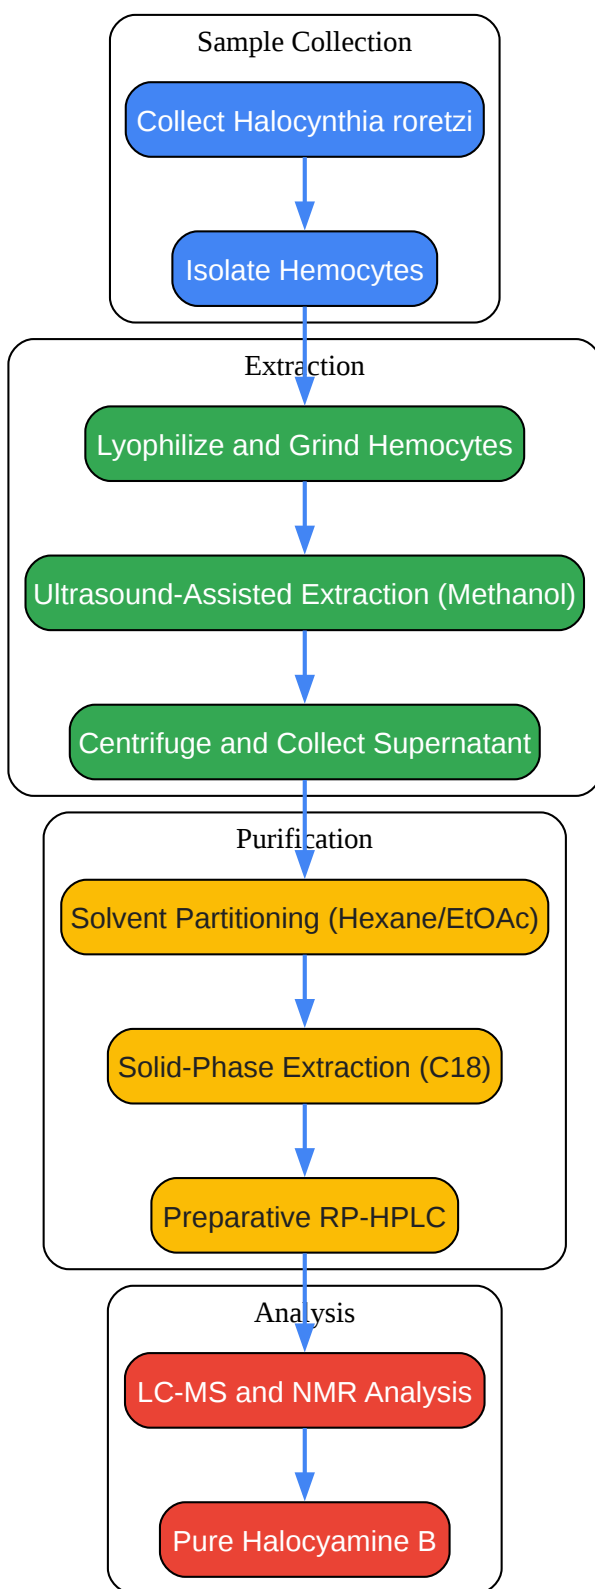 Sample Collection
Collect Halocynthia roretzi
Isolate Hemocytes
Extraction
Lyophilize and Grind Hemocytes
Ultrasound-Assisted Extraction (Methanol)
Centrifuge and Collect Supernatant
Purification
Solvent Partitioning (Hexane/EtOAc)
Solid-Phase Extraction (C18)
Preparative RP-HPLC
Analysis
LC-MS and NMR Analysis
Pure Halocyamine B